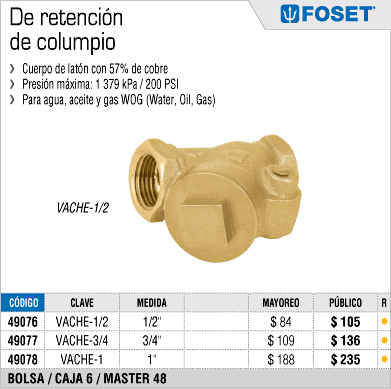 De retención
de columpio
FOSET®
Cuerpo de latón con 57% de cobre
Presión máxima: 1 379 kPa / 200 PSI
Para agua, aceite y gas WOG (Water, Oil, Gas)
VACHE-1/2
CÓDIGO CLAVE MEDIDA MAYOREO PÚBLICO R
49076 VACHE-1/2 1/2" $ 84 $ 105
49077 VACHE-3/4 3/4" $ 109 $ 136
49078 VACHE-1 1" $ 188 $ 235
BOLSA / CAJA 6 / MASTER 48